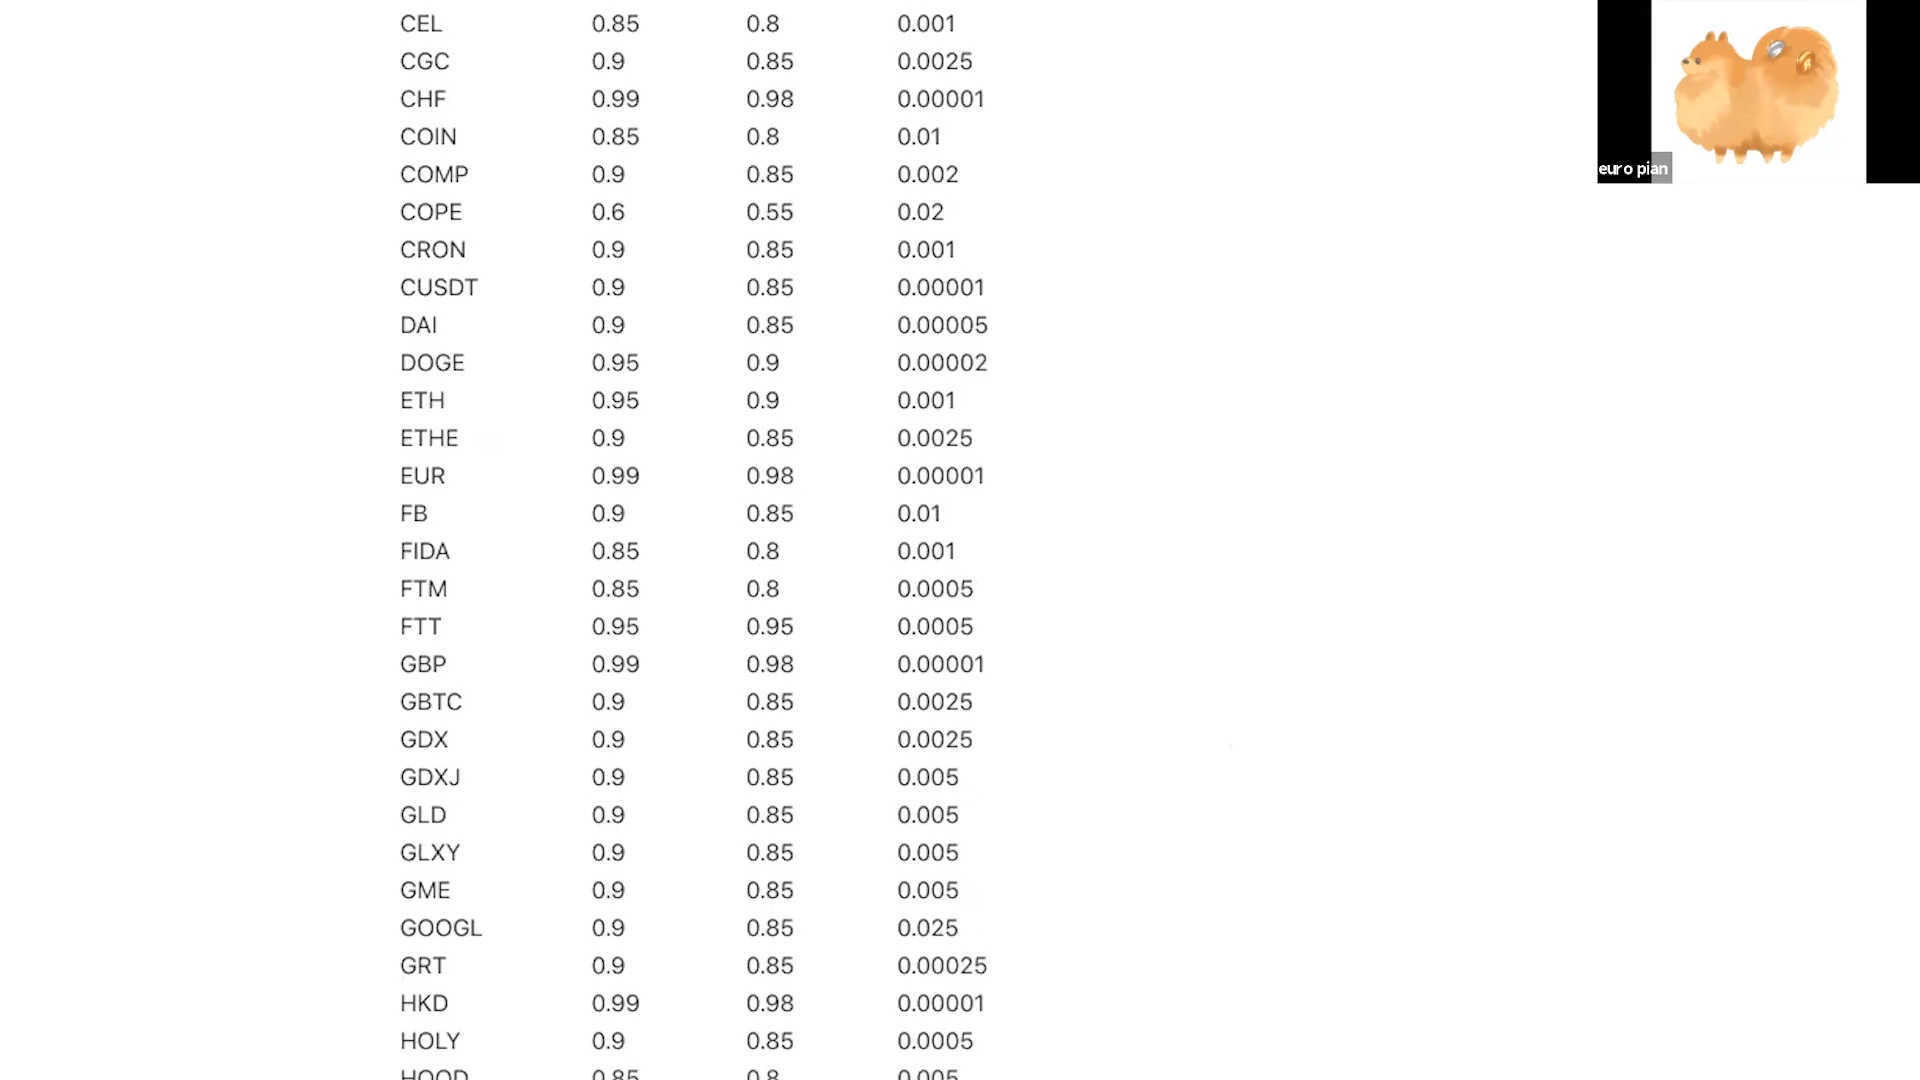 CEL 0.85 0.8 0.001
CGC 0.9 0.85 0.0025
CHF 0.99 0.98 0.00001
COIN 0.85 0.8 0.01
COMP 0.9 0.85 0.002
COPE 0.6 0.55 0.02
CRON 0.9 0.85 0.001
CUSDT 0.9 0.85 0.00001
DAI 0.9 0.85 0.00005
DOGE 0.95 0.9 0.00002
ETH 0.95 0.9 0.001
ETHE 0.9 0.85 0.0025
EUR 0.99 0.98 0.00001
FB 0.9 0.85 0.01
FIDA 0.85 0.8 0.001
FTM 0.85 0.8 0.0005
FTT 0.95 0.95 0.0005
GBP 0.99 0.98 0.00001
GBTC 0.9 0.85 0.0025
GDX 0.9 0.85 0.0025
GDXJ 0.9 0.85 0.005
GLD 0.9 0.85 0.005
GLXY 0.9 0.85 0.005
GME 0.9 0.85 0.005
GOOGL 0.9 0.85 0.025
GRT 0.9 0.85 0.00025
HKD 0.99 0.98 0.00001
HOLY 0.9 0.85 0.0005
HOOD 0.85 0.8 0.005
euro pian